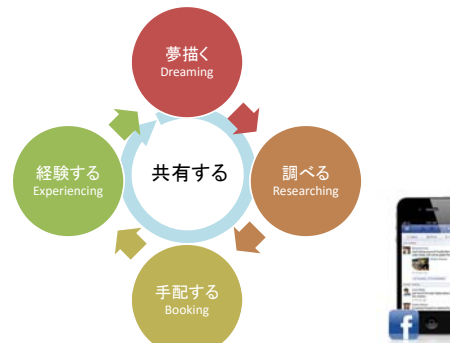 夢描く
Dreaming
経験する
Experiencing
共有する
調べる
Researching
手配する
Booking